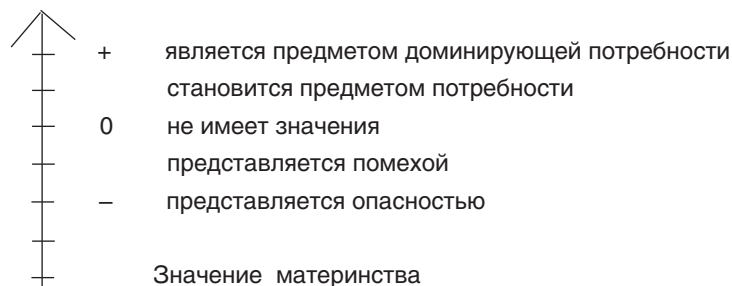 + является предметом доминирующей потребности
становится предметом потребности
0 не имеет значения
представляется помехой
– представляется опасностью
Значение материнства